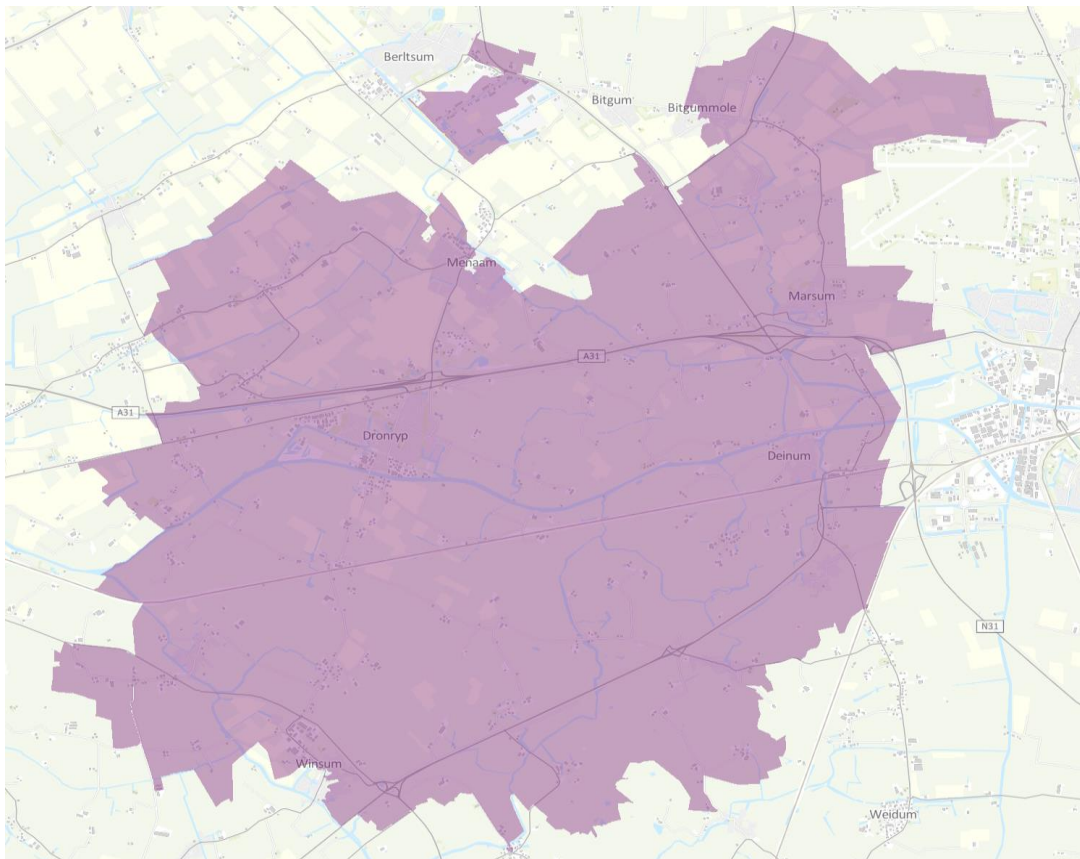 Berltsum
Bitgum
Bitgummole
Menaam
Marsum
A31
A31
Dronryp
Deinum
N31
Winsum
Weidum